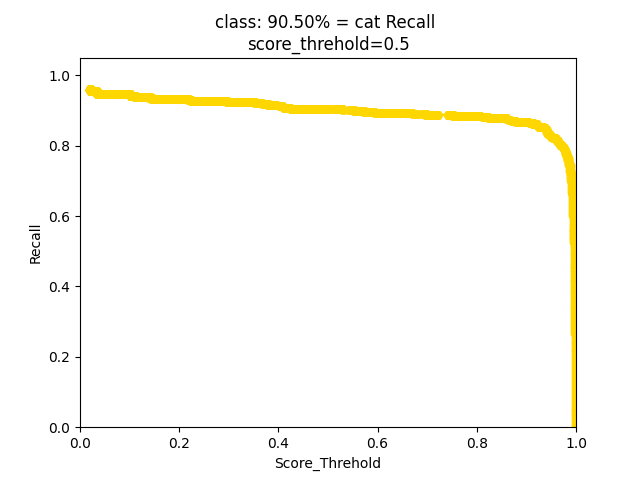 class: 90.50% = cat Recall
score_threhold=0.5
1.0
0.8
0.6
0.4
0.2
0.0
Recall
0.0 0.2 0.4 0.6 0.8 1.0
Score_Threhold